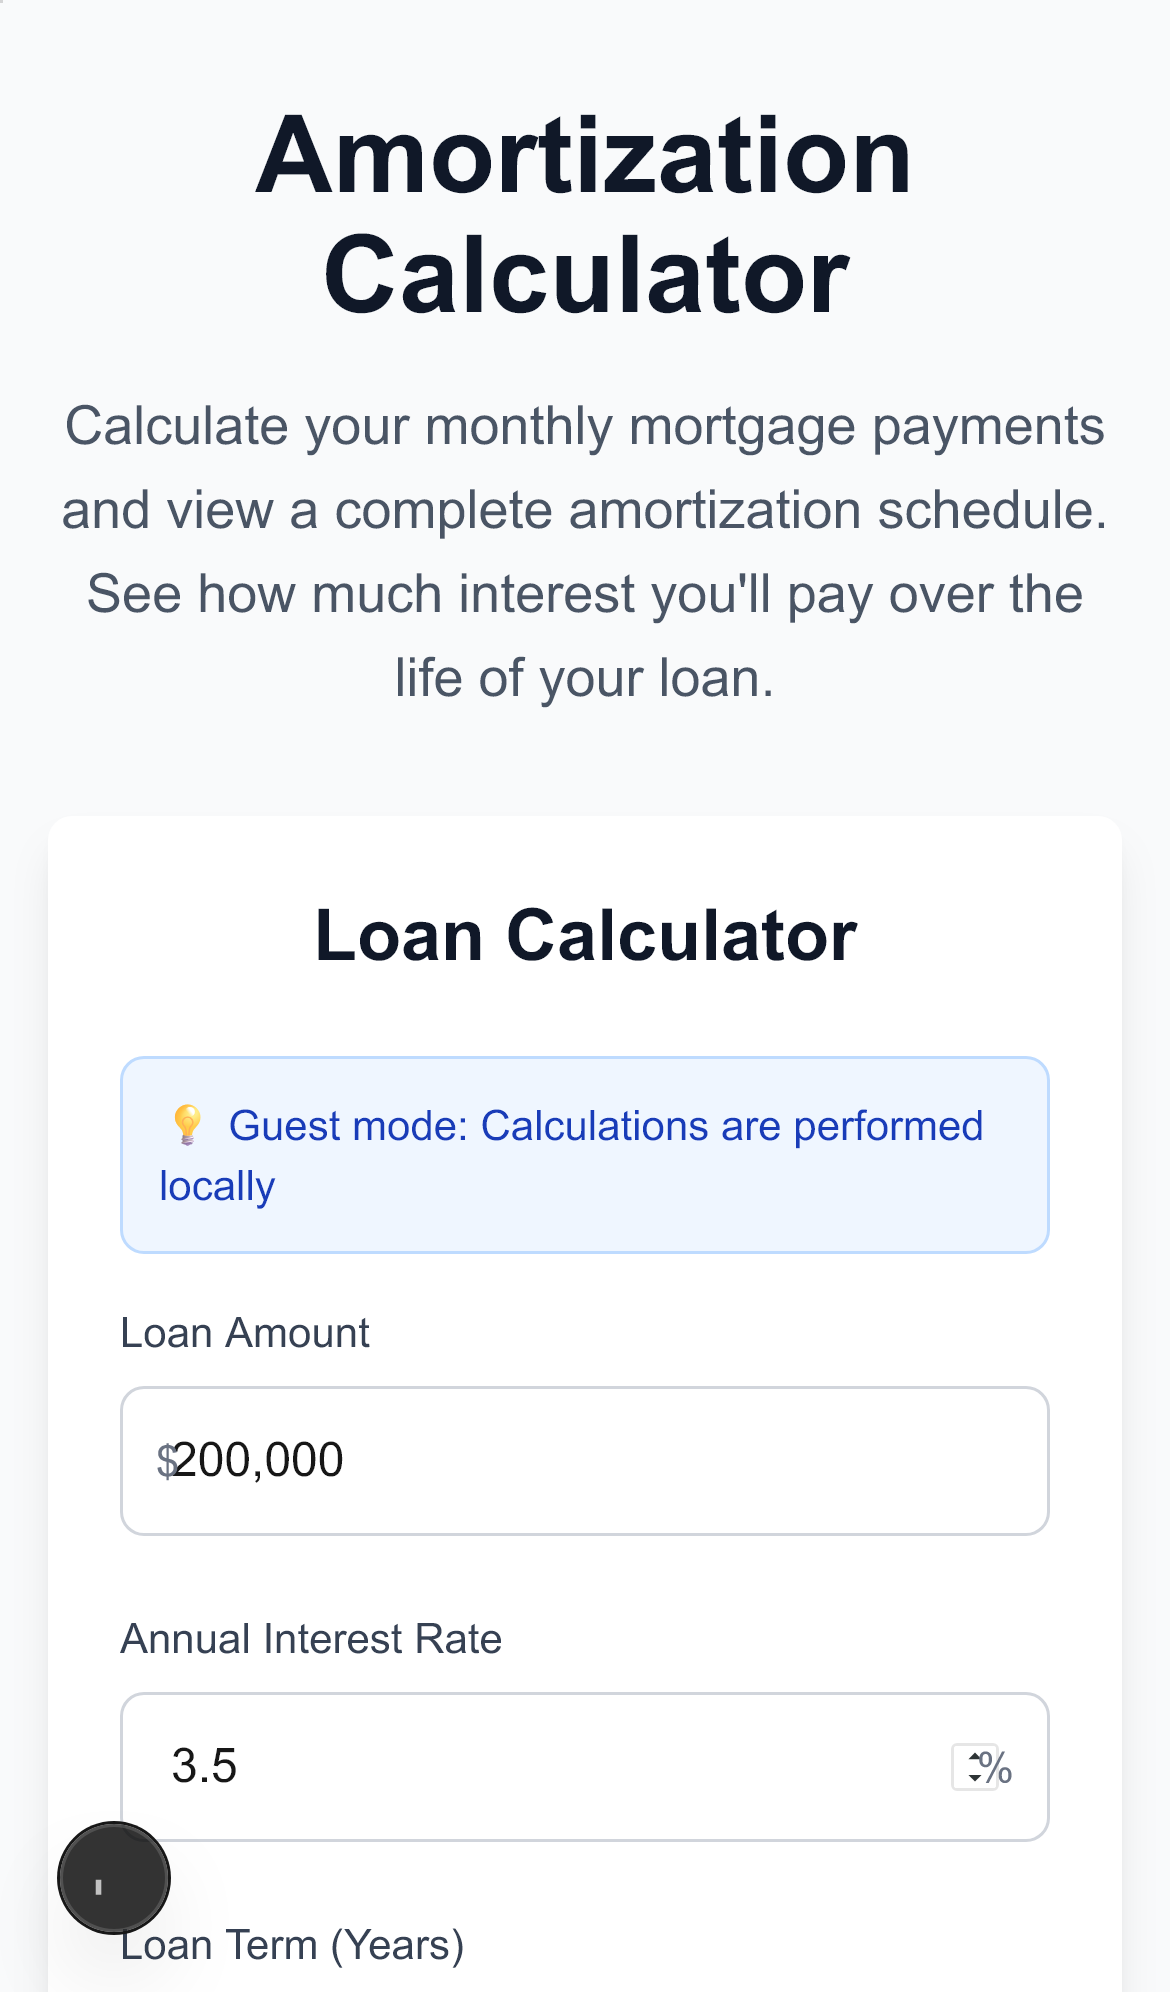 Amortization
Calculator
Calculate your monthly mortgage payments
and view a complete amortization schedule.
See how much interest you'll pay over the
life of your loan.
Loan Calculator
💡 Guest mode: Calculations are performed
locally
Loan Amount
$200,000
Annual Interest Rate
3.5 %
Loan Term (Years)